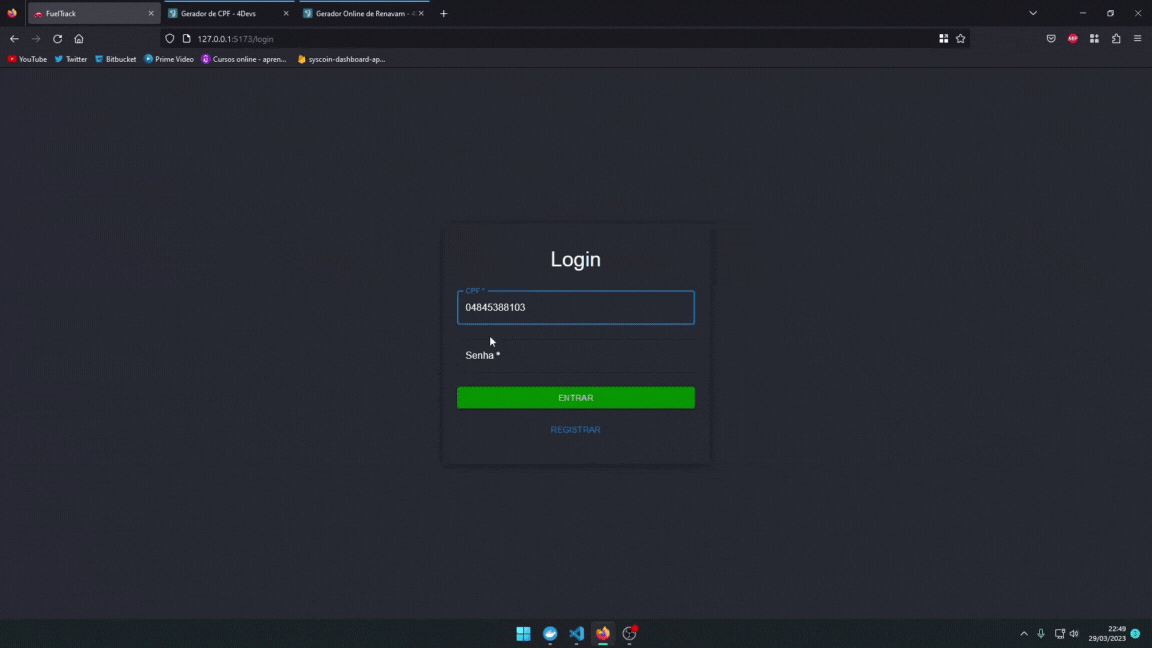 FuelTrack
Gerador de CPF - 4Devs
Gerador Online de Renavam - 4
127.0.0.1:5173/login
YouTube
Twitter
Bitbucket
Prime Video
Cursos online - apren...
syscoin-dashboard-ap...
Login
CPF *
04845388103
Senha *
ENTRAR
REGISTRAR
22:49
29/03/2023